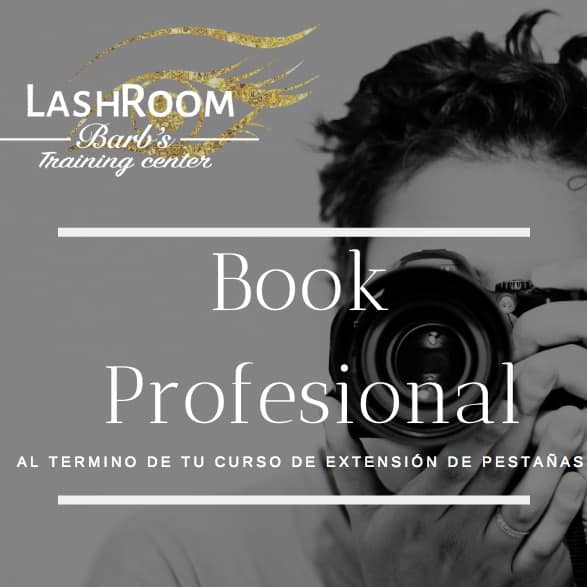 LASHROOM
Barb's
Training center
Book
Profesional
AL TERMINO DE TU CURSO DE EXTENSIÓN DE PESTAÑAS